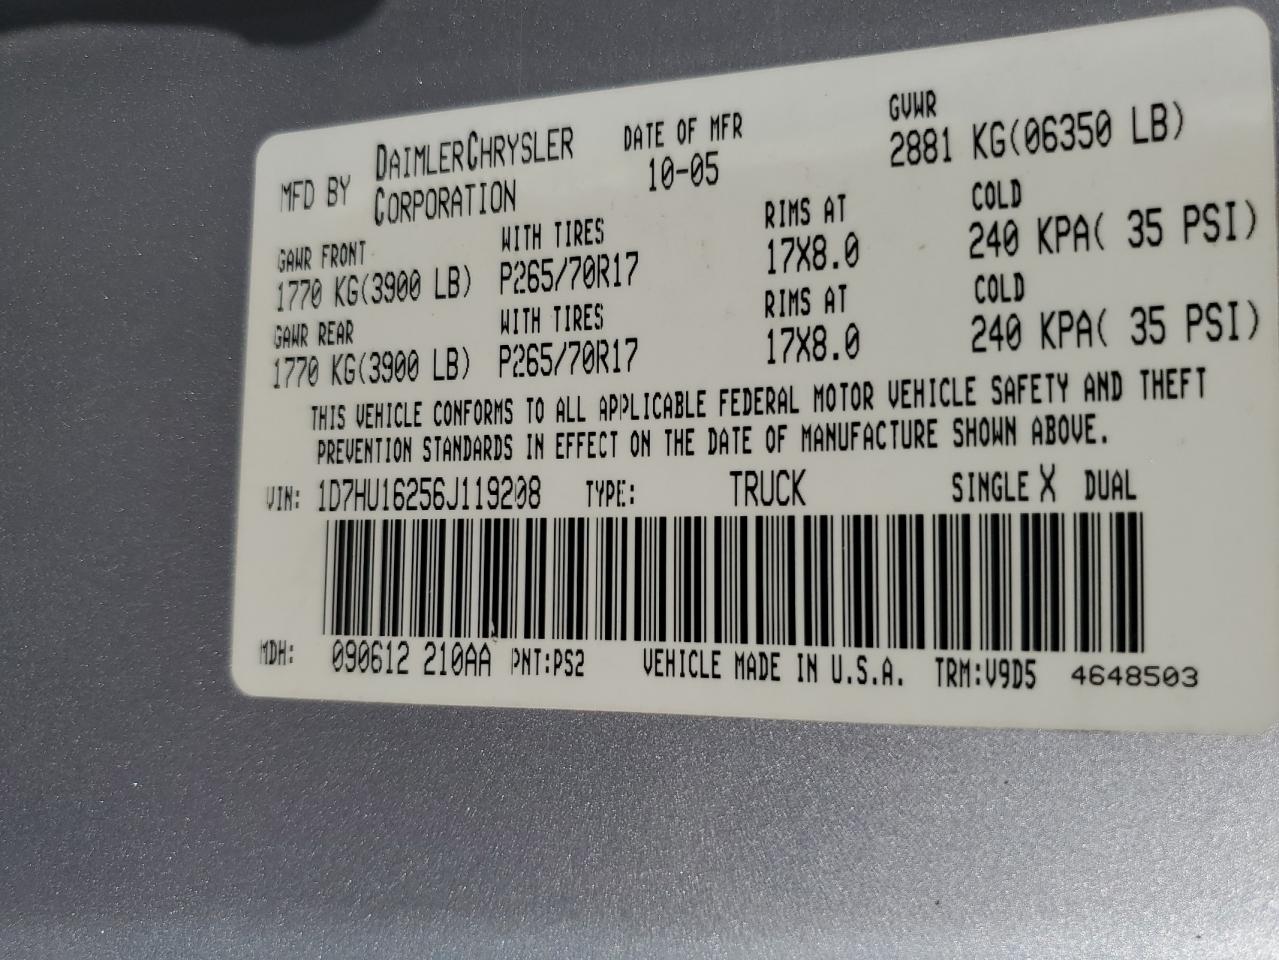 MFD BY DAIMLERCHRYSLER CORPORATION DATE OF MFR 10-05 GVWR 2881 KG(06350 LB)
GAWR FRONT WITH TIRES RIMS AT COLD
1770 KG(3900 LB) P265/70R17 17X8.0 240 KPA( 35 PSI)
GAWR REAR WITH TIRES RIMS AT COLD
1770 KG(3900 LB) P265/70R17 17X8.0 240 KPA( 35 PSI)
THIS VEHICLE CONFORMS TO ALL APPLICABLE FEDERAL MOTOR VEHICLE SAFETY AND THEFT
PREVENTION STANDARDS IN EFFECT ON THE DATE OF MANUFACTURE SHOWN ABOVE.
VIN: 1D7HU16256J119208 TYPE: TRUCK SINGLE X DUAL
MDH: 090612 210AA PNT:PS2 VEHICLE MADE IN U.S.A. TRM:V9D5 4648503